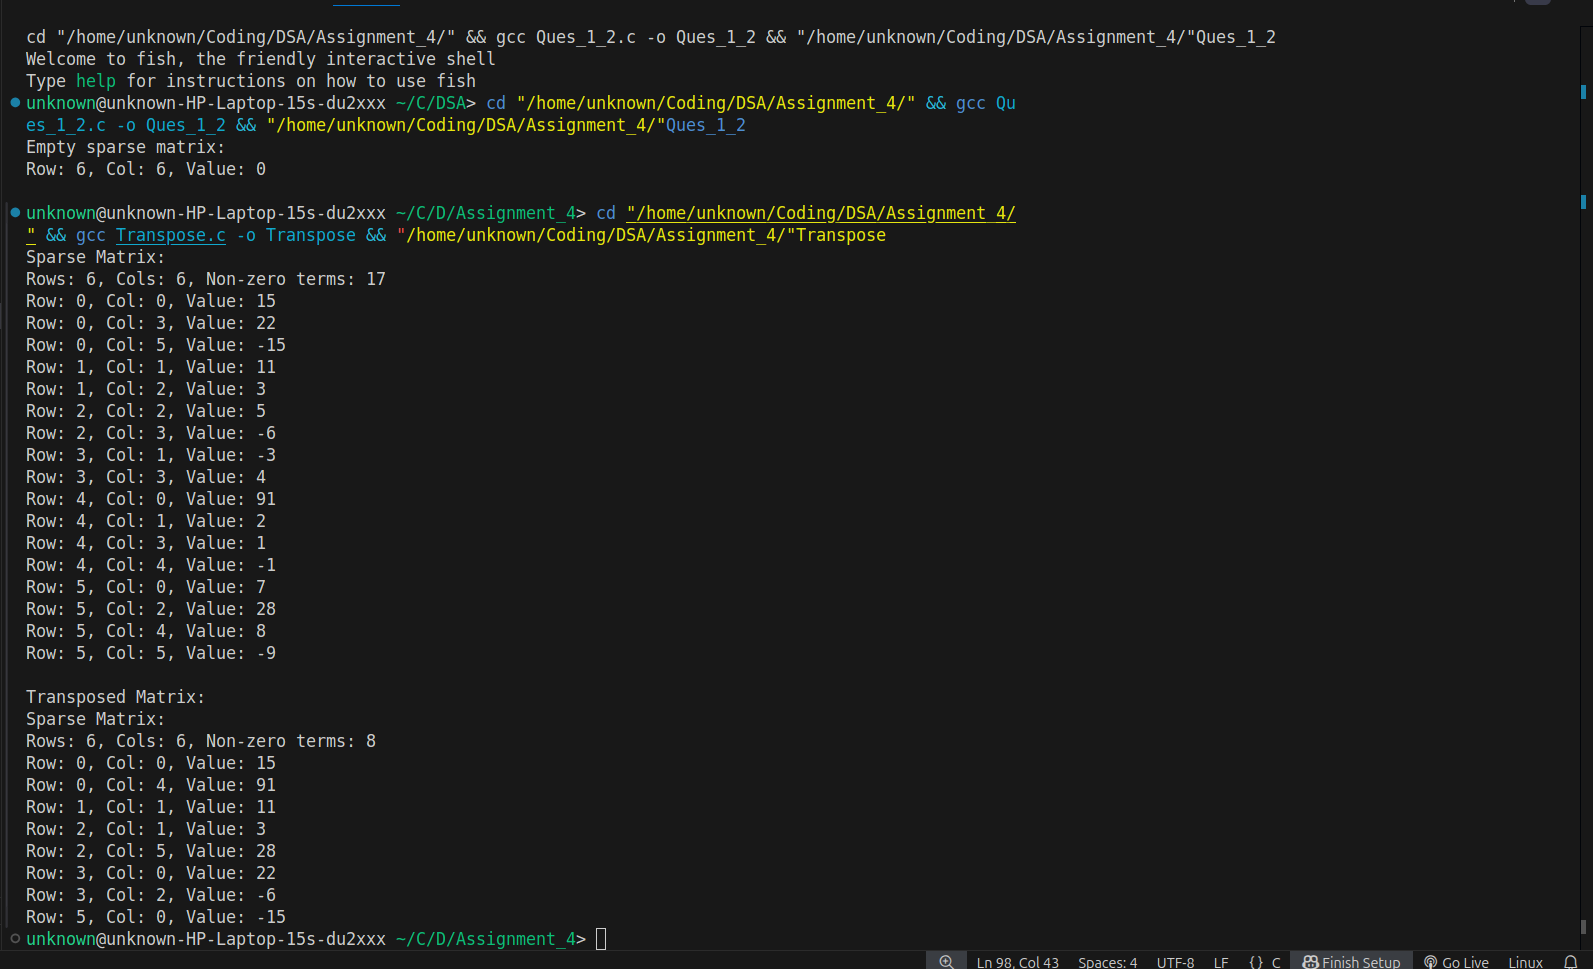 cd "/home/unknown/Coding/DSA/Assignment_4/" && gcc Ques_1_2.c -o Ques_1_2 && "/home/unknown/Coding/DSA/Assignment_4/"Ques_1_2
Welcome to fish, the friendly interactive shell
Type help for instructions on how to use fish
unknown@unknown-HP-Laptop-15s-du2xxx ~/C/DSA> cd "/home/unknown/Coding/DSA/Assignment_4/" && gcc Qu
es_1_2.c -o Ques_1_2 && "/home/unknown/Coding/DSA/Assignment_4/"Ques_1_2
Empty sparse matrix:
Row: 6, Col: 6, Value: 0
unknown@unknown-HP-Laptop-15s-du2xxx ~/C/D/Assignment_4> cd "/home/unknown/Coding/DSA/Assignment_4/
" && gcc Transpose.c -o Transpose && "/home/unknown/Coding/DSA/Assignment_4/"Transpose
Sparse Matrix:
Rows: 6, Cols: 6, Non-zero terms: 17
Row: 0, Col: 0, Value: 15
Row: 0, Col: 3, Value: 22
Row: 0, Col: 5, Value: -15
Row: 1, Col: 1, Value: 11
Row: 1, Col: 2, Value: 3
Row: 2, Col: 2, Value: 5
Row: 2, Col: 3, Value: -6
Row: 3, Col: 1, Value: -3
Row: 3, Col: 3, Value: 4
Row: 4, Col: 0, Value: 91
Row: 4, Col: 1, Value: 2
Row: 4, Col: 3, Value: 1
Row: 4, Col: 4, Value: -1
Row: 5, Col: 0, Value: 7
Row: 5, Col: 2, Value: 28
Row: 5, Col: 4, Value: 8
Row: 5, Col: 5, Value: -9
Transposed Matrix:
Sparse Matrix:
Rows: 6, Cols: 6, Non-zero terms: 8
Row: 0, Col: 0, Value: 15
Row: 0, Col: 4, Value: 91
Row: 1, Col: 1, Value: 11
Row: 2, Col: 1, Value: 3
Row: 2, Col: 5, Value: 28
Row: 3, Col: 0, Value: 22
Row: 3, Col: 2, Value: -6
Row: 5, Col: 0, Value: -15
unknown@unknown-HP-Laptop-15s-du2xxx ~/C/D/Assignment_4>
Ln 98, Col 43 Spaces: 4 UTF-8 LF {} C Finish Setup Go Live Linux